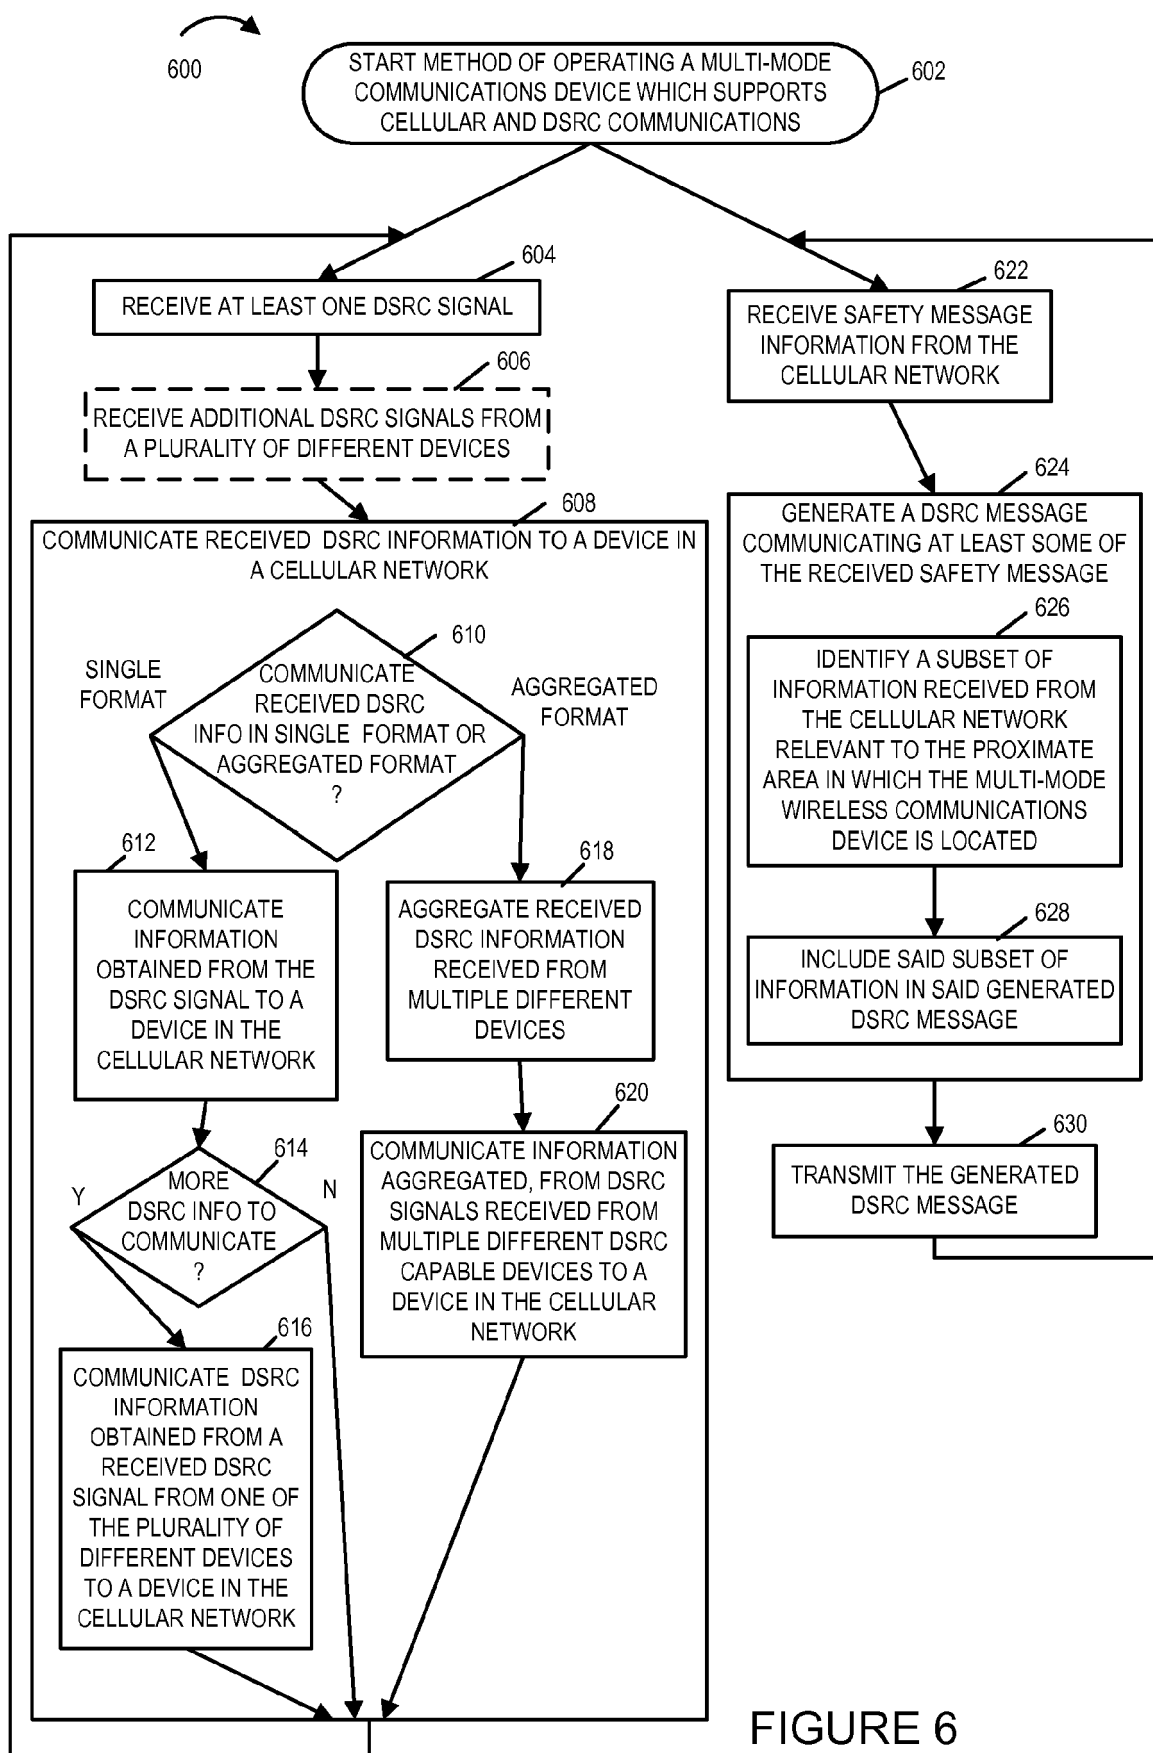 600
START METHOD OF OPERATING A MULTI-MODE
COMMUNICATIONS DEVICE WHICH SUPPORTS
CELLULAR AND DSRC COMMUNICATIONS
602
604
RECEIVE AT LEAST ONE DSRC SIGNAL
606
RECEIVE ADDITIONAL DSRC SIGNALS FROM
A PLURALITY OF DIFFERENT DEVICES
608
COMMUNICATE RECEIVED DSRC INFORMATION TO A DEVICE IN
A CELLULAR NETWORK
610
COMMUNICATE
RECEIVED DSRC
INFO IN SINGLE FORMAT OR
AGGREGATED FORMAT
?
SINGLE
FORMAT
AGGREGATED
FORMAT
612
COMMUNICATE
INFORMATION
OBTAINED FROM THE
DSRC SIGNAL TO A
DEVICE IN THE
CELLULAR NETWORK
614
MORE
DSRC INFO TO
COMMUNICATE
?
Y
N
616
COMMUNICATE DSRC
INFORMATION
OBTAINED FROM A
RECEIVED DSRC
SIGNAL FROM ONE OF
THE PLURALITY OF
DIFFERENT DEVICES
TO A DEVICE IN THE
CELLULAR NETWORK
618
AGGREGATE RECEIVED
DSRC INFORMATION
RECEIVED FROM
MULTIPLE DIFFERENT
DEVICES
620
COMMUNICATE INFORMATION
AGGREGATED, FROM DSRC
SIGNALS RECEIVED FROM
MULTIPLE DIFFERENT DSRC
CAPABLE DEVICES TO A
DEVICE IN THE CELLULAR
NETWORK
622
RECEIVE SAFETY MESSAGE
INFORMATION FROM THE
CELLULAR NETWORK
624
GENERATE A DSRC MESSAGE
COMMUNICATING AT LEAST SOME OF
THE RECEIVED SAFETY MESSAGE
626
IDENTIFY A SUBSET OF
INFORMATION RECEIVED FROM
THE CELLULAR NETWORK
RELEVANT TO THE PROXIMATE
AREA IN WHICH THE MULTI-MODE
WIRELESS COMMUNICATIONS
DEVICE IS LOCATED
628
INCLUDE SAID SUBSET OF
INFORMATION IN SAID GENERATED
DSRC MESSAGE
630
TRANSMIT THE GENERATED
DSRC MESSAGE
FIGURE 6